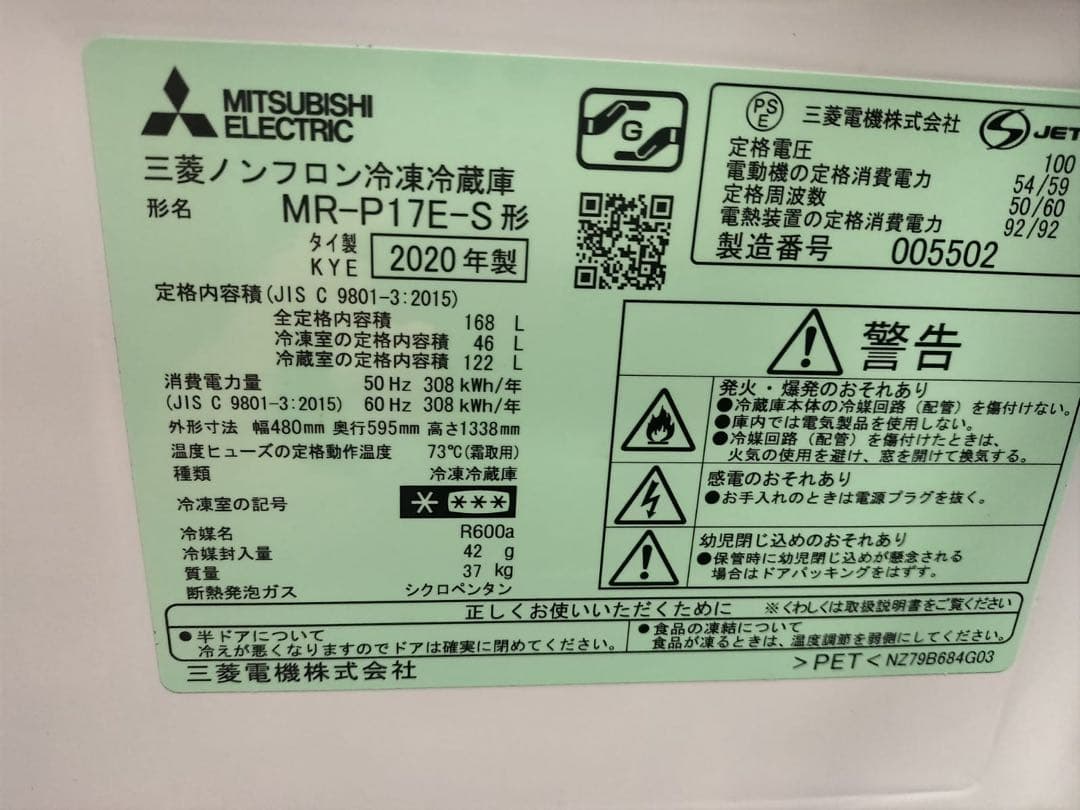 MITSUBISHI
ELECTRIC
三菱ノンフロン冷凍冷蔵庫
形名 MR-P17E-S形
タイ製
KYE 2020年製
定格内容積(JIS C 9801-3:2015)
全定格内容積 168 L
冷凍室の定格内容積 46 L
冷蔵室の定格内容積 122 L
消費電力量 50Hz 308kWh/年
(JIS C 9801-3:2015) 60Hz 308kWh/年
外形寸法 幅480mm 奥行595mm 高さ1338mm
温度ヒューズの定格動作温度 73℃(霜取用)
種類 冷凍冷蔵庫
冷凍室の記号 * ***
冷媒名 R600a
冷媒封入量 42 g
質量 37 kg
断熱発泡ガス シクロペンタン
G
PS
E 三菱電機株式会社 S JET
定格電圧 100
電動機の定格消費電力 54/59
定格周波数 50/60
電熱装置の定格消費電力 92/92
製造番号 005502
警告
発火・爆発のおそれあり
●冷蔵庫本体の冷媒回路(配管)を傷付けない。
●庫内では電気製品を使用しない。
●冷媒回路(配管)を傷付けたときは、
火気の使用を避け、窓を開けて換気する。
感電のおそれあり
●お手入れのときは電源プラグを抜く。
幼児閉じ込めのおそれあり
●保管時に幼児閉じ込めが懸念される
場合はドアパッキングをはずす。
正しくお使いいただくために ※くわしくは取扱説明書をご覧ください
●半ドアについて
冷えが悪くなりますのでドアは確実に閉めてください。
●食品の凍結について
食品が凍るときは、温度調節を弱側にしてください。
三菱電機株式会社
>PET< NZ79B684G03